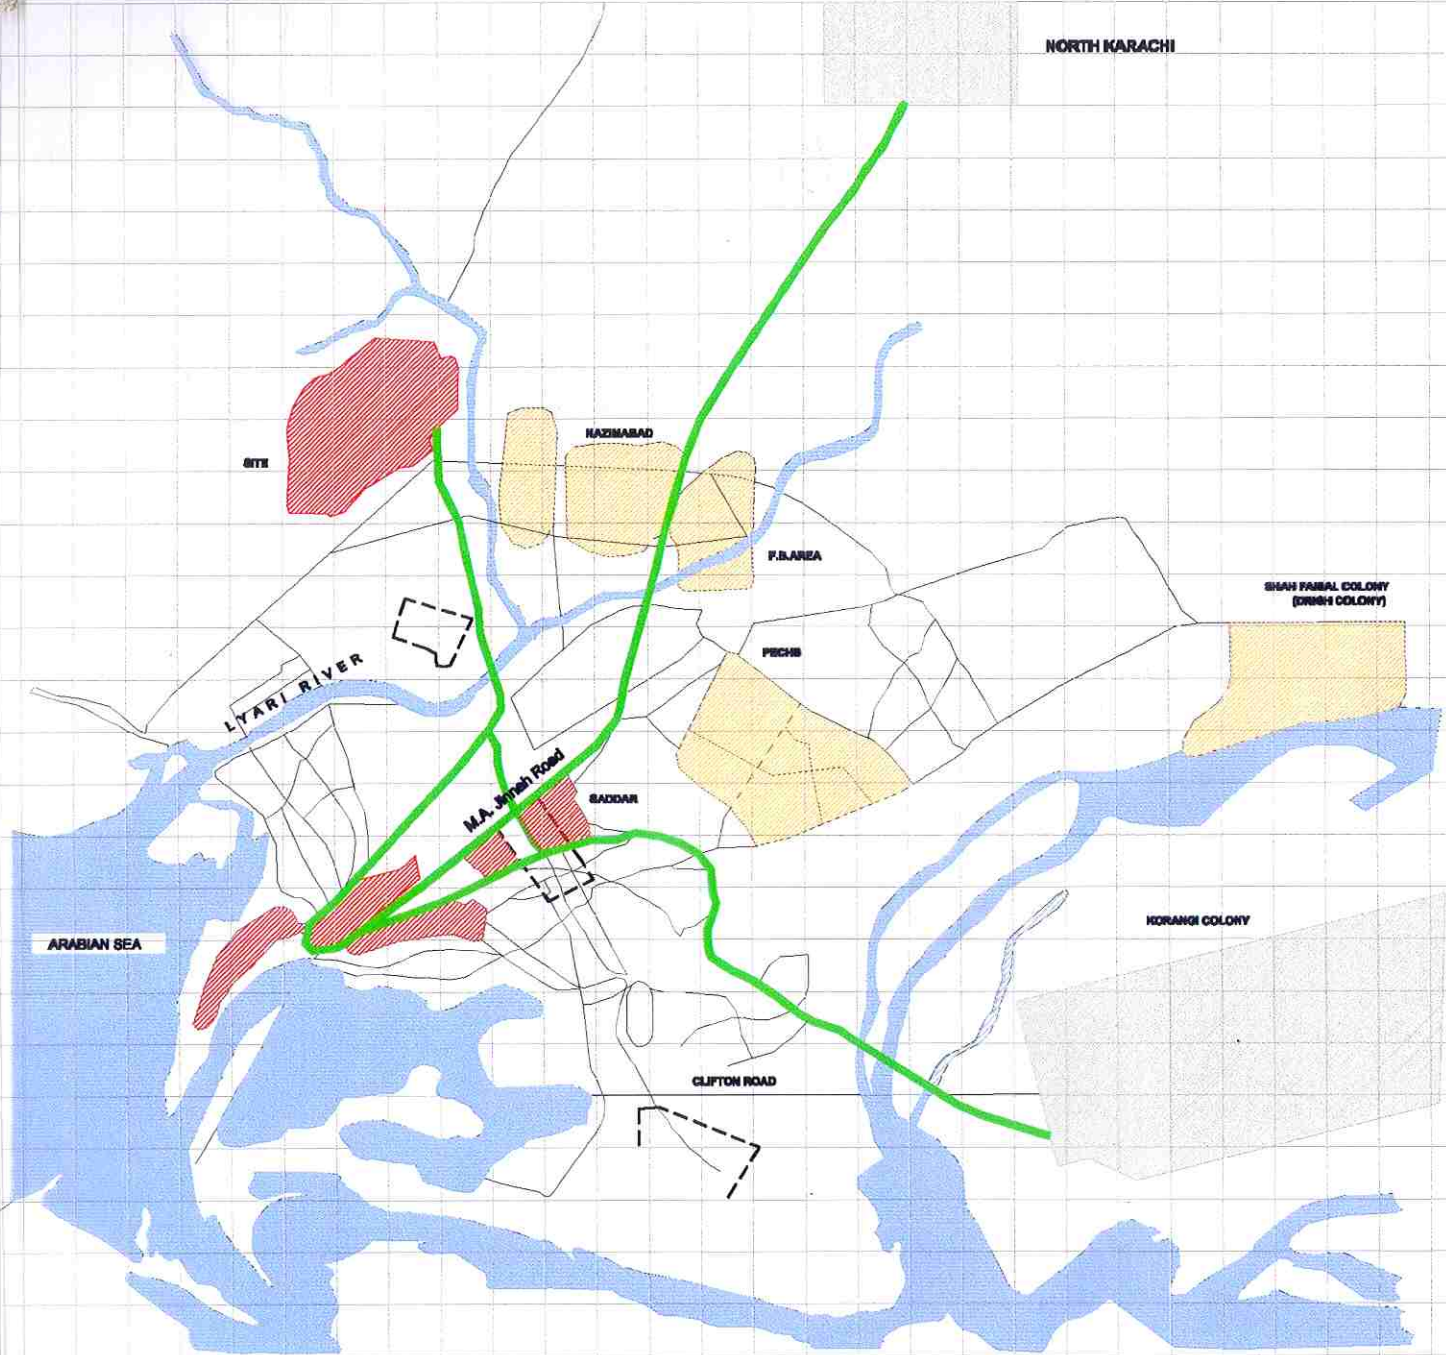 NORTH KARACHI
NAZIMABAD
SITE
F.B.AREA
SHAH FAISAL COLONY
(DRIGH COLONY)
PECHS
LYARI RIVER
M.A. Jinnah Road
SADDAR
KORANGI COLONY
ARABIAN SEA
CLIFTON ROAD